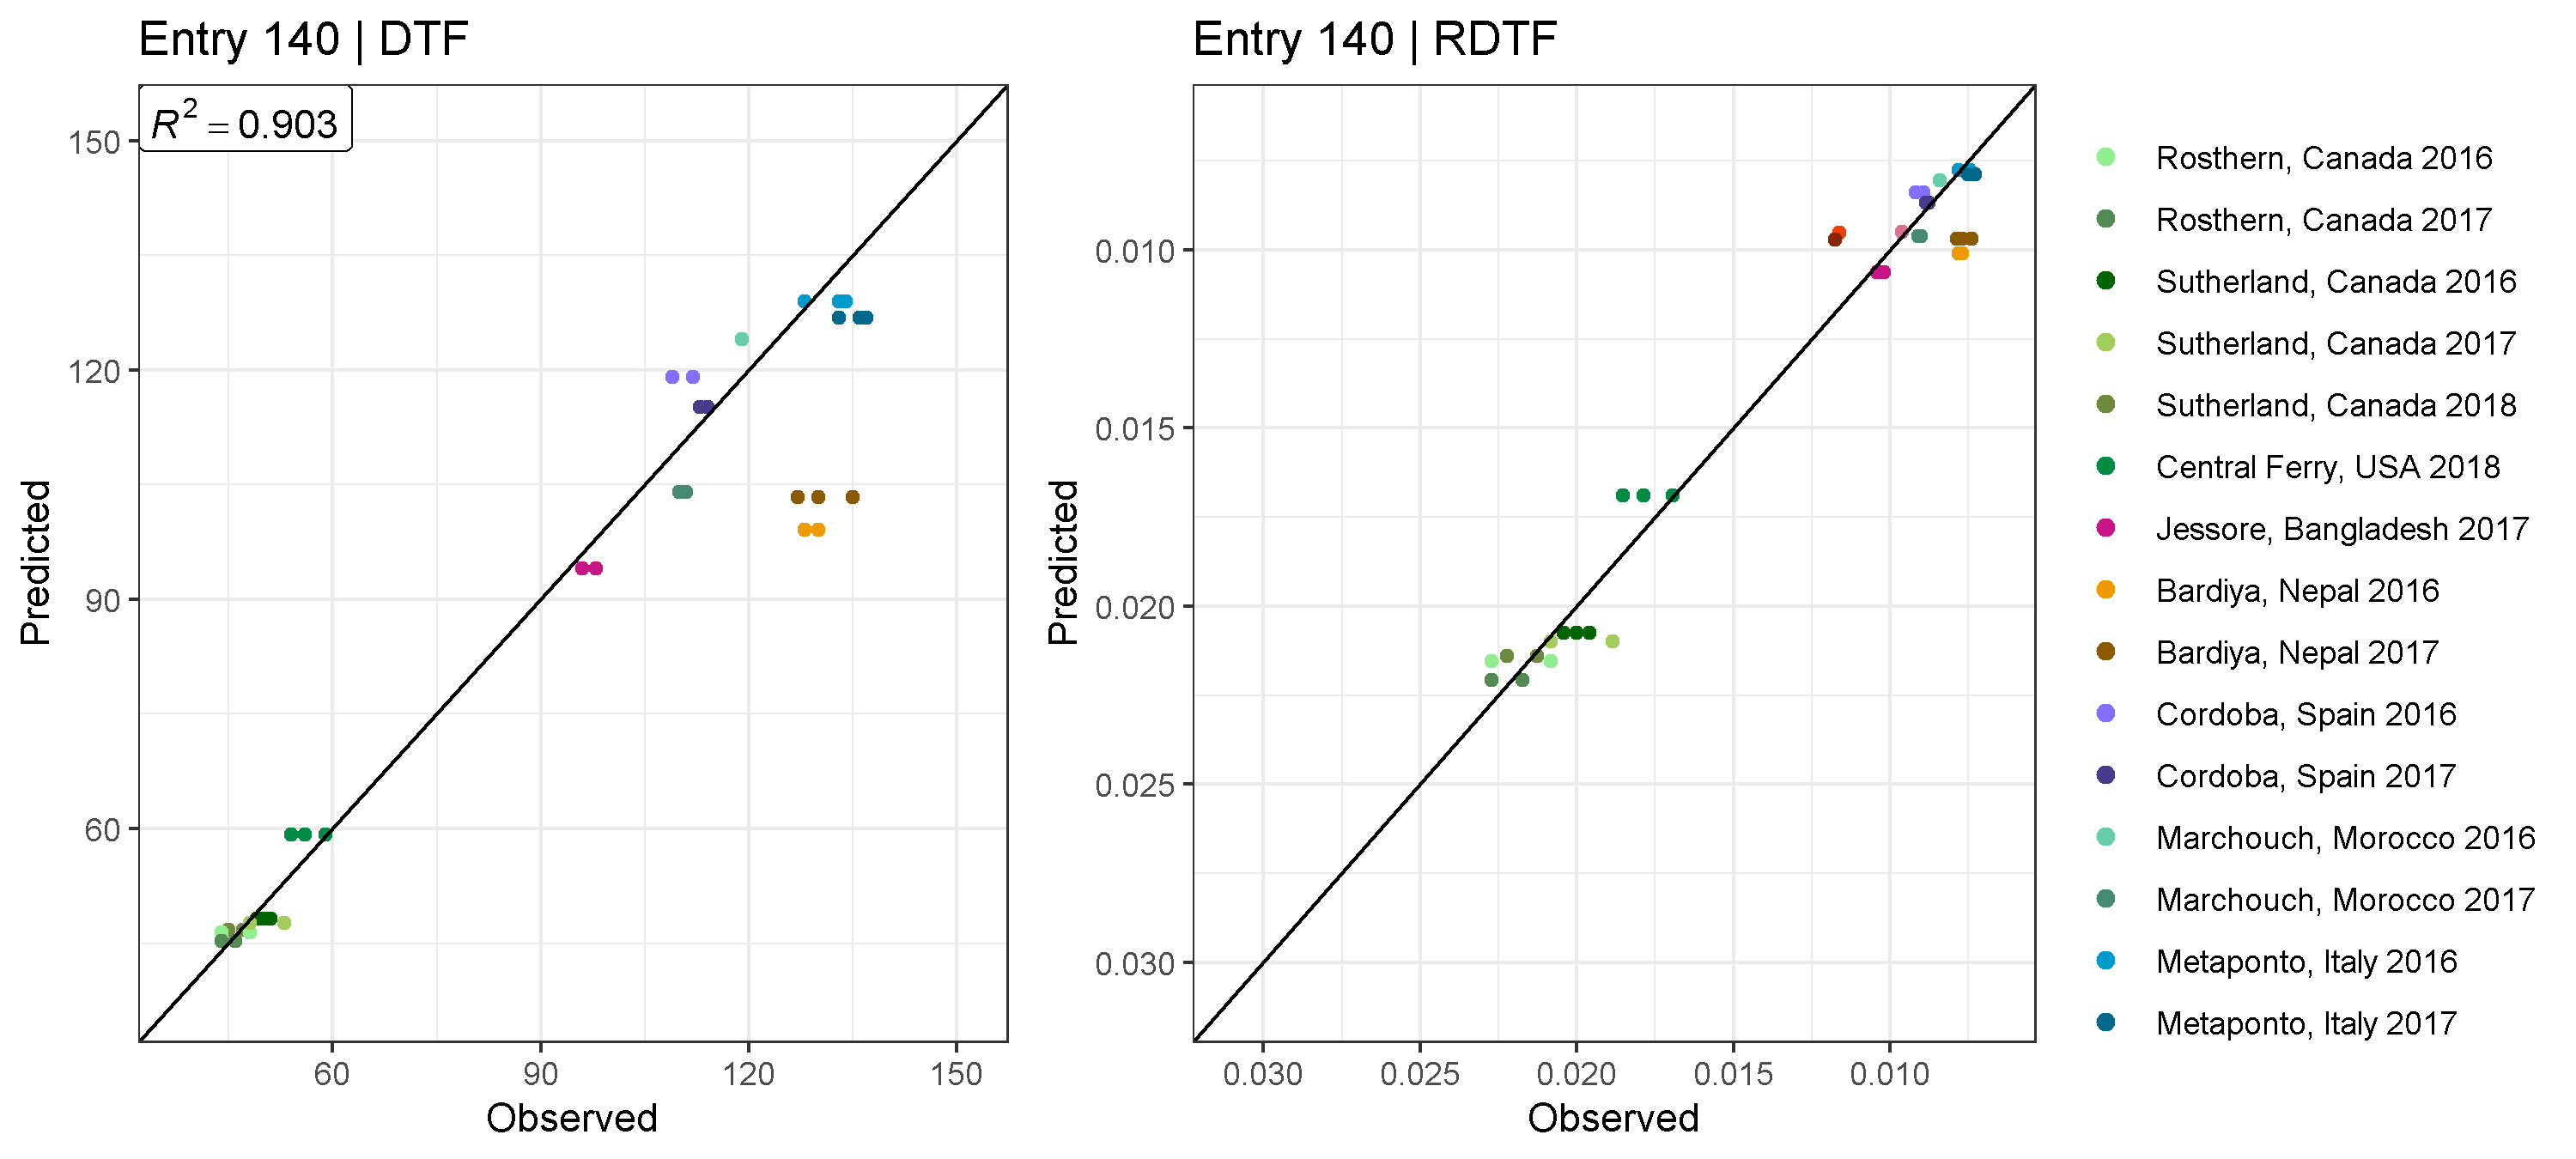 Entry 140 | DTF
R² = 0.903
150
120
90
60
60 90 120 150
Observed
Predicted
Entry 140 | RDTF
0.010
0.015
0.020
0.025
0.030
0.030 0.025 0.020 0.015 0.010
Observed
Predicted
Rosthern, Canada 2016
Rosthern, Canada 2017
Sutherland, Canada 2016
Sutherland, Canada 2017
Sutherland, Canada 2018
Central Ferry, USA 2018
Jessore, Bangladesh 2017
Bardiya, Nepal 2016
Bardiya, Nepal 2017
Cordoba, Spain 2016
Cordoba, Spain 2017
Marchouch, Morocco 2016
Marchouch, Morocco 2017
Metaponto, Italy 2016
Metaponto, Italy 2017